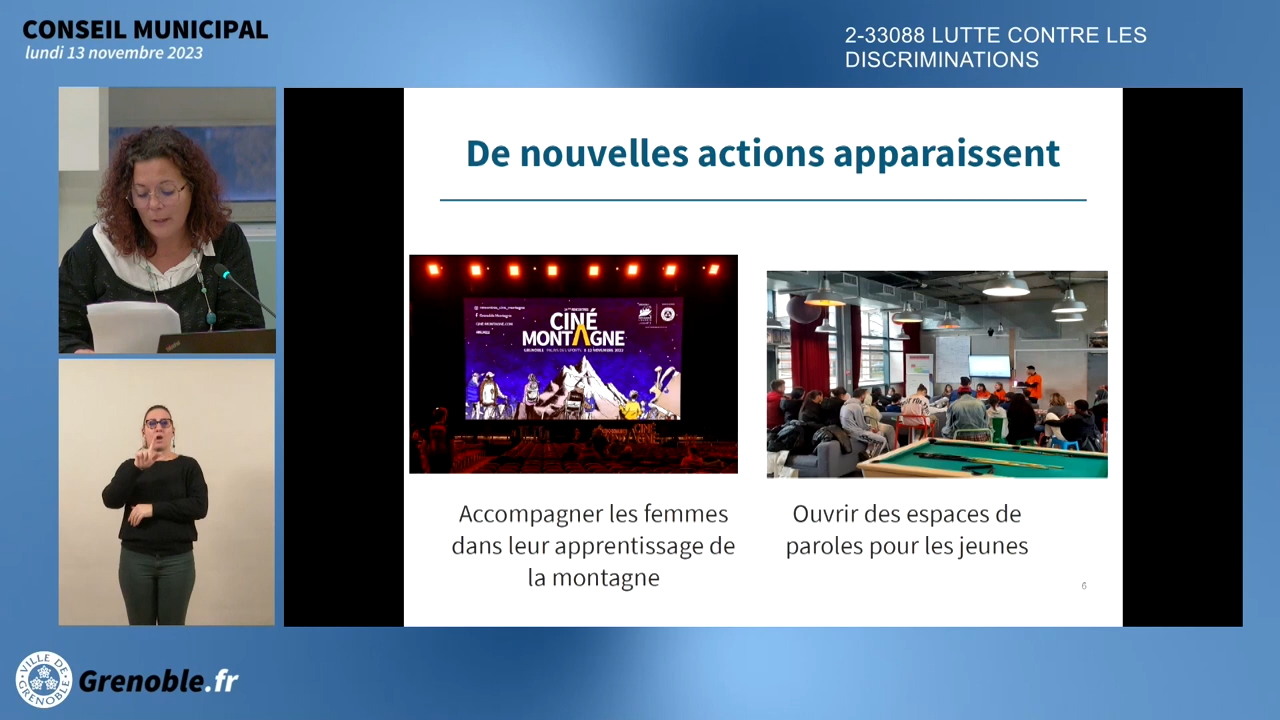 CONSEIL MUNICIPAL
lundi 13 novembre 2023
2-33088 LUTTE CONTRE LES
DISCRIMINATIONS
De nouvelles actions apparaissent
CINÉ
MONTAGNE
Accompagner les femmes
dans leur apprentissage de
la montagne
Ouvrir des espaces de
paroles pour les jeunes
6
VILLE DE
GRENOBLE
Grenoble.fr